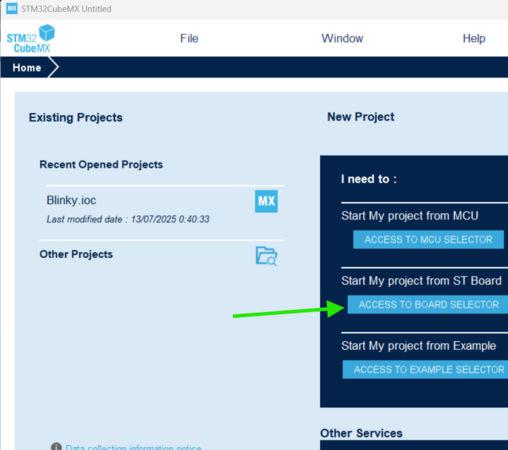 MX STM32CubeMX Untitled
STM32
CubeMX
File
Window
Help
Home
Existing Projects
New Project
Recent Opened Projects
Blinky.ioc
MX
Last modified date : 13/07/2025 0:40:33
Other Projects
I need to :
Start My project from MCU
ACCESS TO MCU SELECTOR
Start My project from ST Board
ACCESS TO BOARD SELECTOR
Start My project from Example
ACCESS TO EXAMPLE SELECTOR
Other Services
Data collection information notice